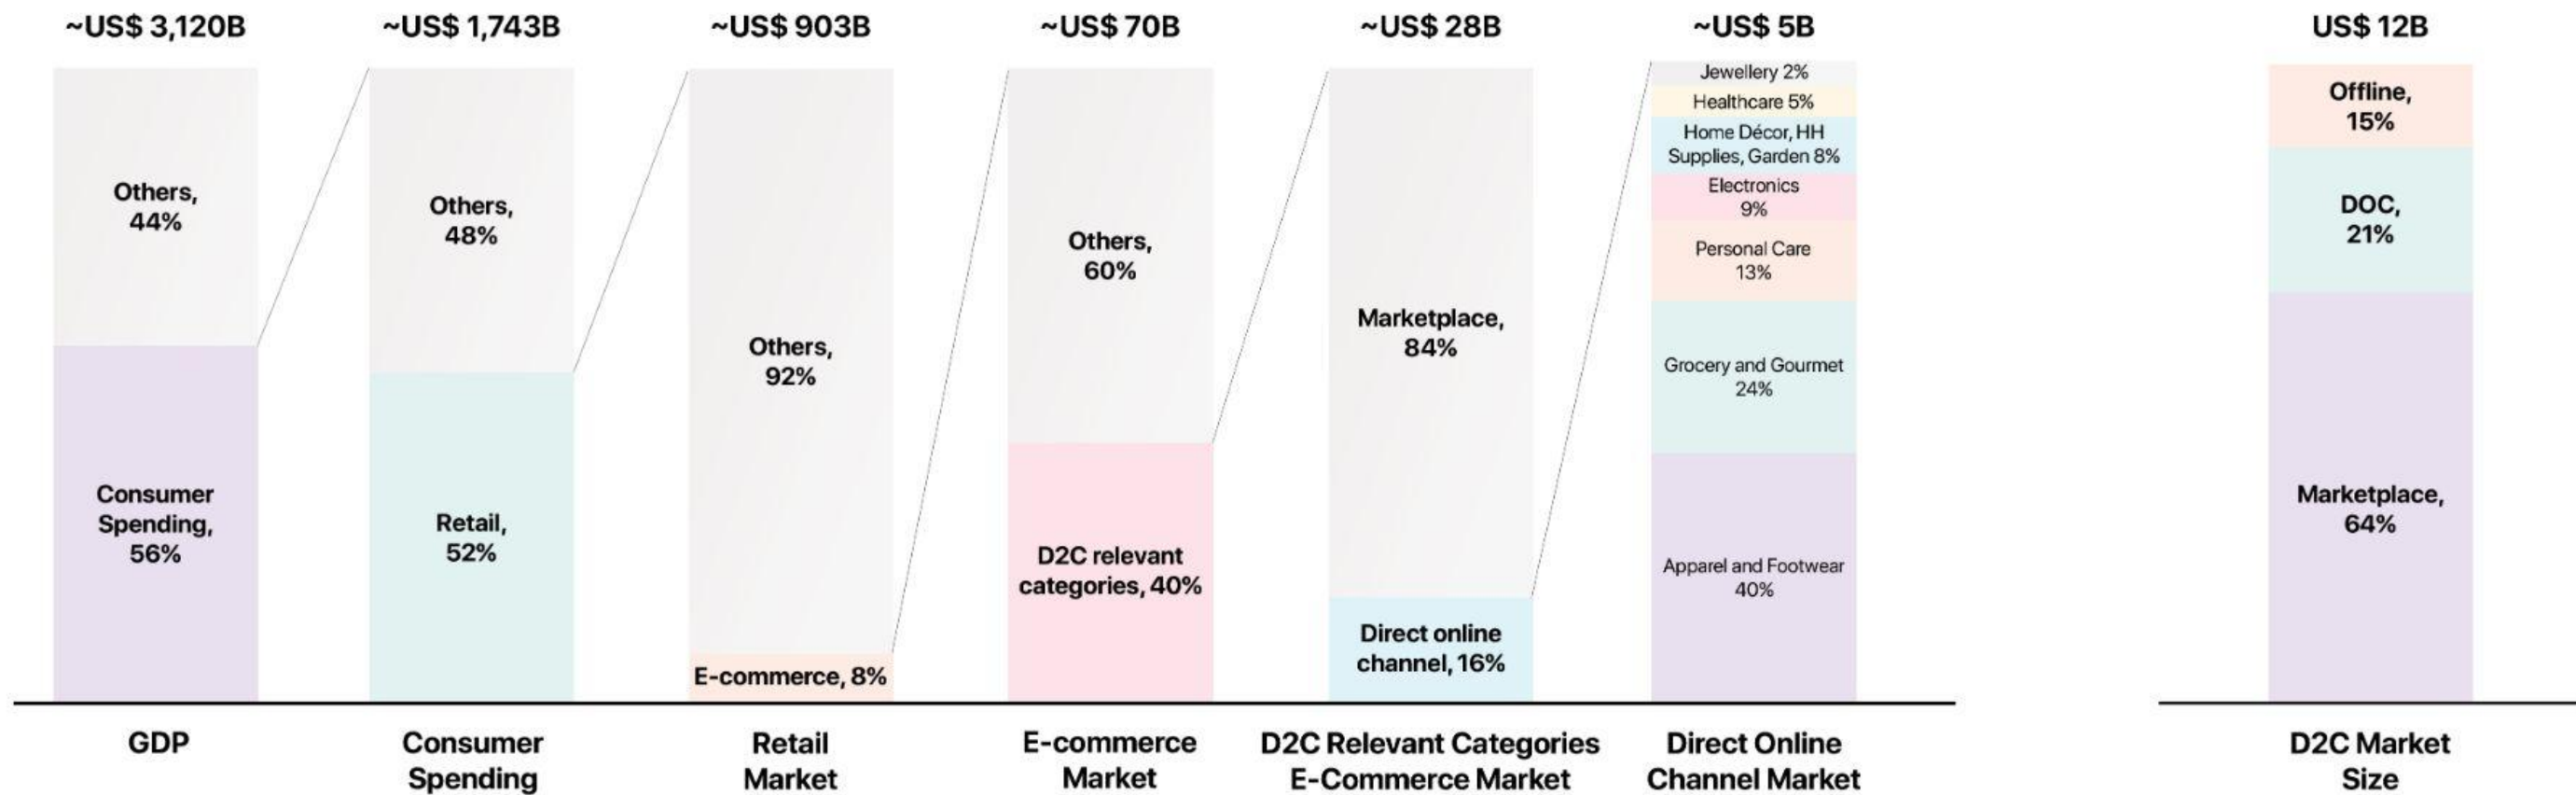 ~US$ 3,120B
Others,
44%
Consumer
Spending,
56%
GDP
~US$ 1,743B
Others,
48%
Retail,
52%
Consumer
Spending
~US$ 903B
Others,
92%
E-commerce, 8%
Retail
Market
~US$ 70B
Others,
60%
D2C relevant
categories, 40%
E-commerce
Market
~US$ 28B
Marketplace,
84%
Direct online
channel, 16%
D2C Relevant Categories
E-Commerce Market
~US$ 5B
Jewellery 2%
Healthcare 5%
Home Décor, HH
Supplies, Garden 8%
Electronics
9%
Personal Care
13%
Grocery and Gourmet
24%
Apparel and Footwear
40%
Direct Online
Channel Market
US$ 12B
Offline,
15%
DOC,
21%
Marketplace,
64%
D2C Market
Size